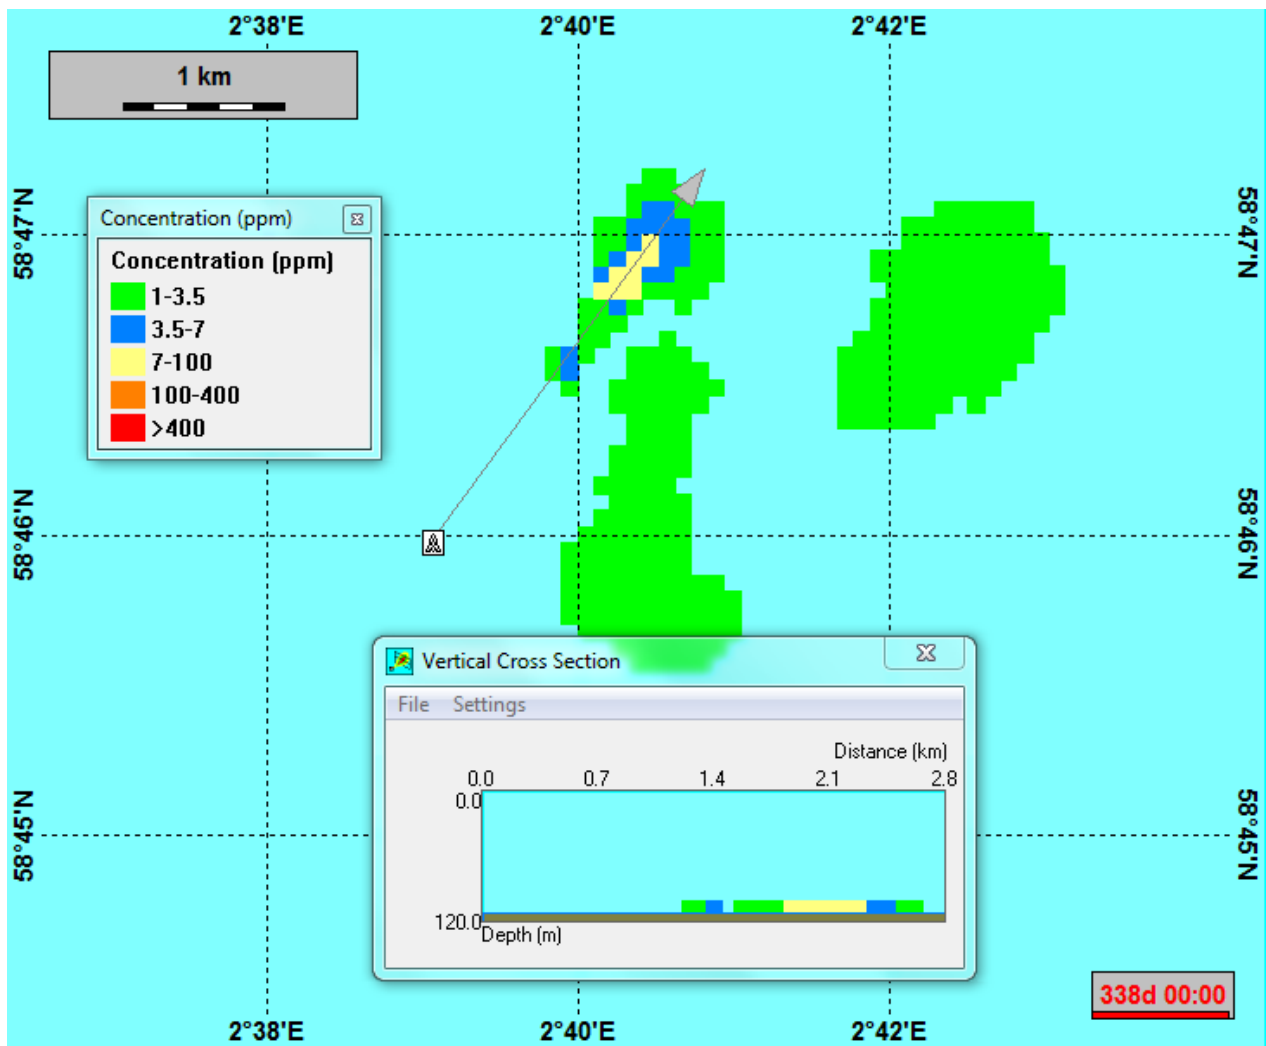 2°38'E 2°40'E 2°42'E
1 km
58°47'N 58°47'N
Concentration (ppm)
Concentration (ppm)
1-3.5
3.5-7
7-100
100-400
>400
58°46'N 58°46'N
Vertical Cross Section
File Settings
Distance (km)
0.0 0.7 1.4 2.1 2.8
0.0
120.0
Depth (m)
58°45'N 58°45'N
338d 00:00
2°38'E 2°40'E 2°42'E